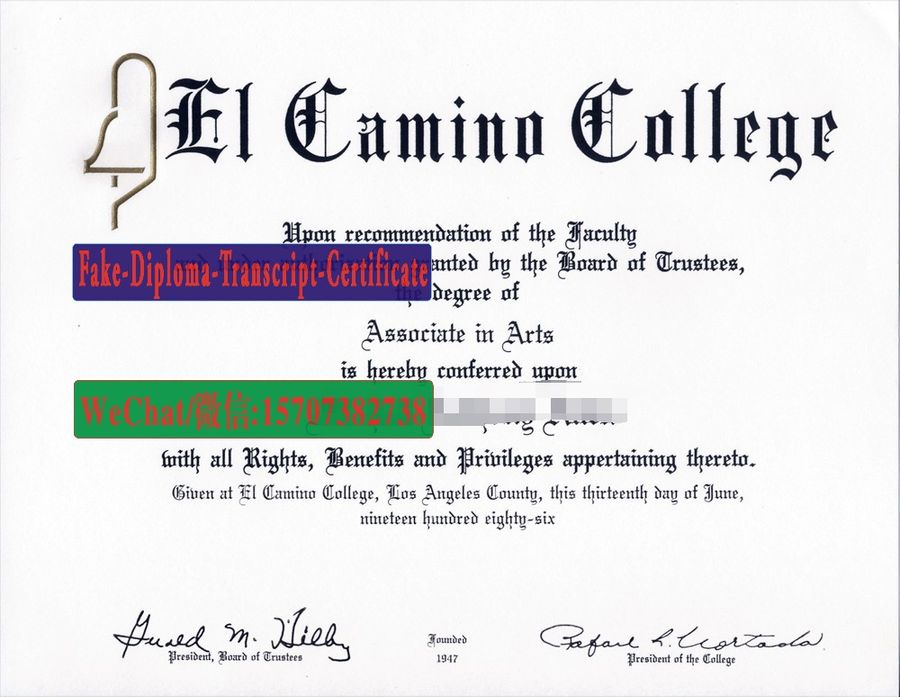 El Camino College
Upon recommendation of the Faculty
Fake-Diploma-Transcript-Certificate
granted by the Board of Trustees,
the degree of
Associate in Arts
is hereby conferred upon
WeChat/微信:15707382738
with all Rights, Benefits and Privileges appertaining thereto.
Given at El Camino College, Los Angeles County, this thirteenth day of June,
nineteen hundred eighty-six
Founded
President, Board of Trustees
1947
President of the College